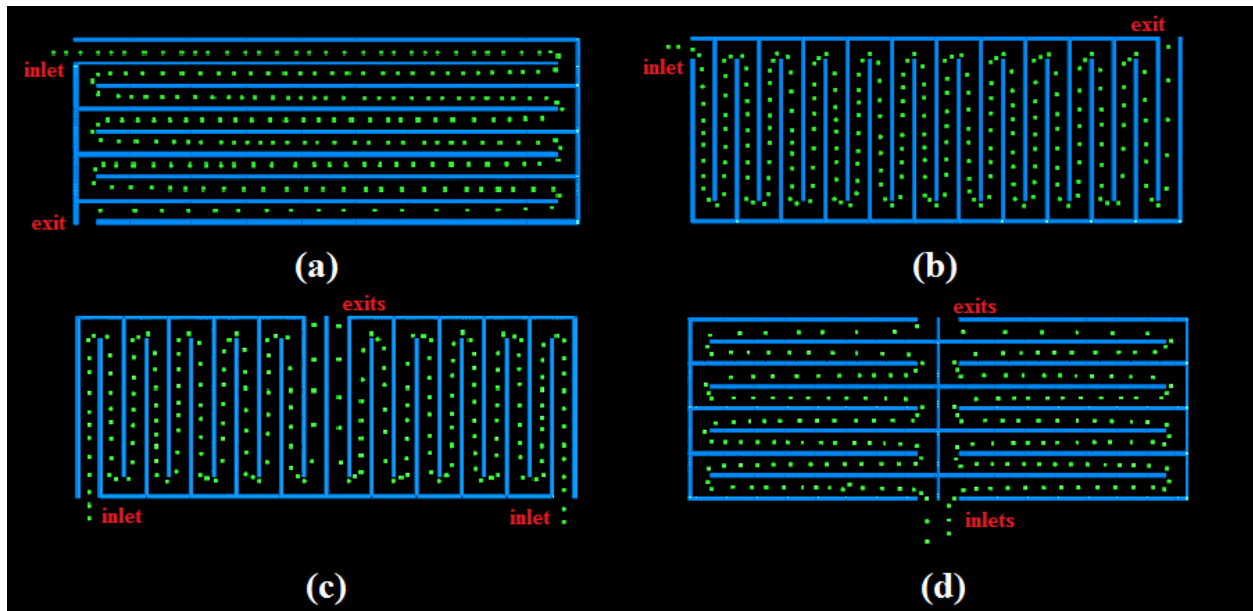 inlet
exit
(a)
exit
inlet
(b)
exits
inlet
inlet
(c)
exits
inlets
(d)